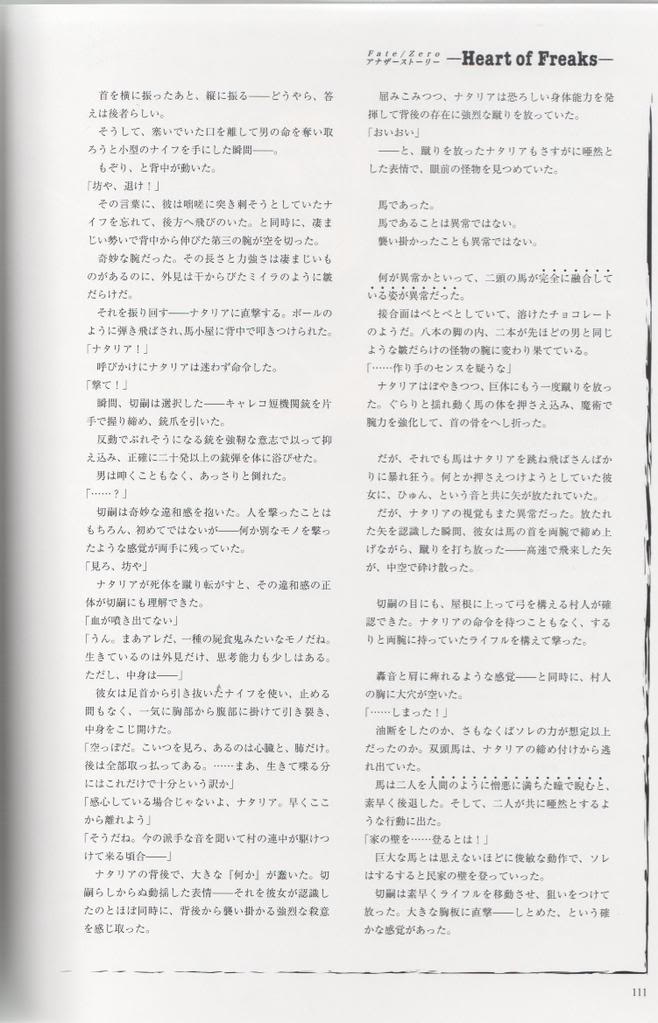 Fate/Zero
アナザーストーリー ―Heart of Freaks―
　首を横に振ったあと、縦に振る――どうやら、答
えは後者らしい。
　そうして、塞いでいた口を離して男の命を奪い取
ろうと小型のナイフを手にした瞬間――。
　もぞり、と背中が動いた。
「坊や、退け！」
　その言葉に、彼は咄嗟に突き刺そうとしていたナ
イフを忘れて、後方へ飛びのいた。と同時に、凄ま
じい勢いで背中から伸びた第三の腕が空を切った。
　奇妙な腕だった。その長さと力強さは凄まじいも
のがあるのに、外見は干からびたミイラのように皺
だらけだ。
　それを振り回す――ナタリアに直撃する。ボールの
ように弾き飛ばされ、馬小屋に背中で叩きつけられた。
「ナタリア！」
　呼びかけにナタリアは迷わず命令した。
「撃て！」
　瞬間、切嗣は選択した――キャレコ短機関銃を片
手で握り締め、銃爪を引いた。
　反動でぶれそうになる銃を強靭な意志で以って抑
え込み、正確に二十発以上の銃弾を体に浴びせた。
　男は呻くこともなく、あっさりと倒れた。
「……？」
　切嗣は奇妙な違和感を抱いた。人を撃ったことは
もちろん、初めてではないが――何か別なモノを撃っ
たような感覚が両手に残っていた。
「見ろ、坊や」
　ナタリアが死体を蹴り転がすと、その違和感の正
体が切嗣にも理解できた。
「血が噴き出てない」
「うん。まあアレだ、一種の屍食鬼みたいなモノだね。
生きているのは外見だけ、思考能力も少しはある。
ただし、中身は――」
　彼女は足首から引き抜いたナイフを使い、止める
間もなく、一気に胸部から腹部に掛けて引き裂き、
中身をこじ開けた。
「空っぽだ。こいつを見ろ、あるのは心臓と、肺だけ。
後は全部取っ払ってある。……まあ、生きて喋る分
にはこれだけで十分という訳か」
「感心している場合じゃないよ、ナタリア。早くここ
から離れよう」
「そうだね。今の派手な音を聞いて村の連中が駆けつ
けて来る頃合――」
　ナタリアの背後で、大きな『何か』が蠢いた。切
嗣らしからぬ動揺した表情――それを彼女が認識し
たのとほぼ同時に、背後から襲い掛かる強烈な殺意
を感じ取った。
　屈みこみつつ、ナタリアは恐ろしい身体能力を発
揮して背後の存在に強烈な蹴りを放っていた。
「おいおい」
　――と、蹴りを放ったナタリアもさすがに唖然と
した表情で、眼前の怪物を見つめていた。
　馬であった。
　馬であることは異常ではない。
　襲い掛かったことも異常ではない。
　何が異常かといって、二頭の馬が完全に融合して
いる姿が異常だった。
　接合面はべとべとしていて、溶けたチョコレート
のようだ。八本の脚の内、二本が先ほどの男と同じ
ような皺だらけの怪物の腕に変わり果てている。
「……作り手のセンスを疑うな」
　ナタリアはぼやきつつ、巨体にもう一度蹴りを放っ
た。ぐらりと揺れ動く馬の体を押さえ込み、魔術で
腕力を強化して、首の骨をへし折った。
　だが、それでも馬はナタリアを跳ね飛ばさんばか
りに暴れ狂う。何とか押さえつけようとしていた彼
女に、ひゅん、という音と共に矢が放たれていた。
　だが、ナタリアの視覚もまた異常だった。放たれ
た矢を認識した瞬間、彼女は馬の首を両腕で締め上
げながら、蹴りを打ち放った――高速で飛来した矢
が、中空で砕け散った。
　切嗣の目にも、屋根に上って弓を構える村人が確
認できた。ナタリアの命令を待つこともなく、する
りと両腕に持っていたライフルを構えて撃った。
　轟音と肩に痺れるような感覚――と同時に、村人
の胸に大穴が空いた。
「……しまった！」
　油断をしたのか、さもなくばソレの力が想定以上
だったのか。双頭馬は、ナタリアの締め付けから逃
れ出ていた。
　馬は二人を人間のように憎悪に満ちた瞳で睨むと、
素早く後退した。そして、二人が共に唖然とするよ
うな行動に出た。
「家の壁を……登るとは！」
　巨大な馬とは思えないほどに俊敏な動作で、ソレ
はするすると民家の壁を登っていった。
　切嗣は素早くライフルを移動させ、狙いをつけて
放った。大きな胸板に直撃――しとめた、という確
かな感覚があった。
111